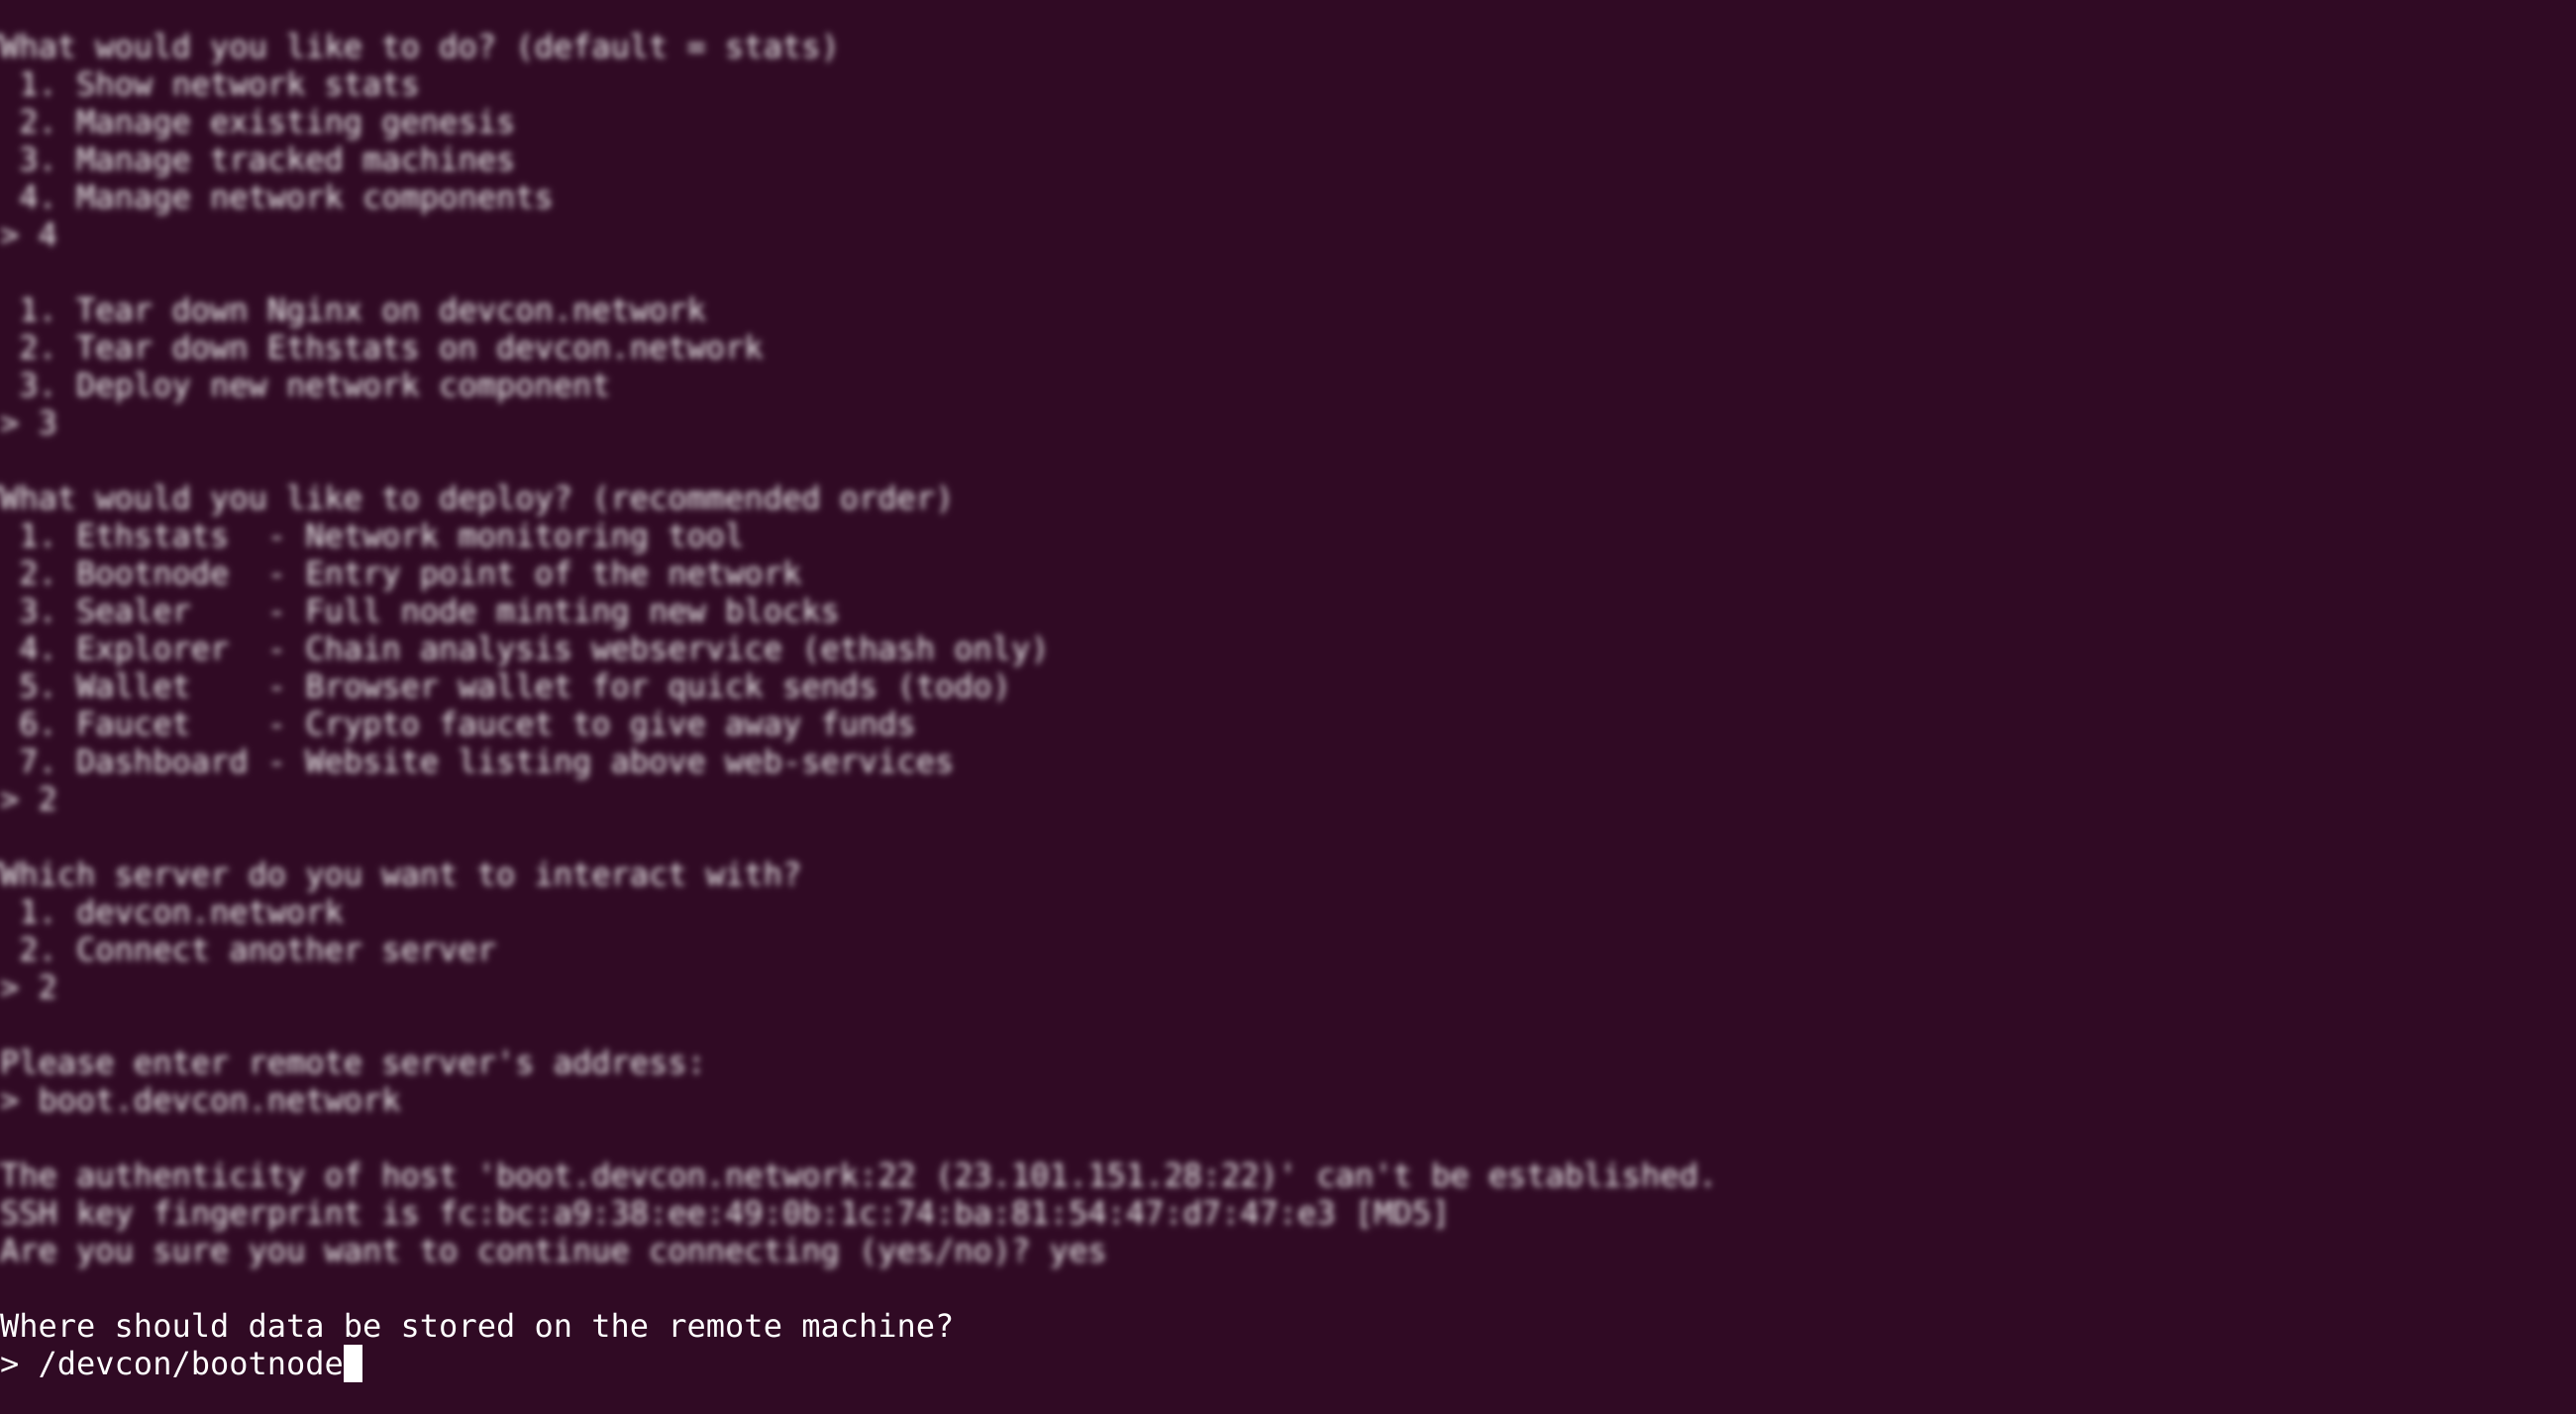 What would you like to do? (default = stats)
 1. Show network stats
 2. Manage existing genesis
 3. Manage tracked machines
 4. Manage network components
> 4

 1. Tear down Nginx on devcon.network
 2. Tear down Ethstats on devcon.network
 3. Deploy new network component
> 3

What would you like to deploy? (recommended order)
 1. Ethstats  - Network monitoring tool
 2. Bootnode  - Entry point of the network
 3. Sealer    - Full node minting new blocks
 4. Explorer  - Chain analysis webservice (ethash only)
 5. Wallet    - Browser wallet for quick sends (todo)
 6. Faucet    - Crypto faucet to give away funds
 7. Dashboard - Website listing above web-services
> 2

Which server do you want to interact with?
 1. devcon.network
 2. Connect another server
> 2

Please enter remote server's address:
> boot.devcon.network

The authenticity of host 'boot.devcon.network:22 (23.101.151.28:22)' can't be established.
SSH key fingerprint is fc:bc:a9:38:ee:49:0b:1c:74:ba:81:54:47:d7:47:e3 [MD5]
Are you sure you want to continue connecting (yes/no)? yes

Where should data be stored on the remote machine?
> /devcon/bootnode